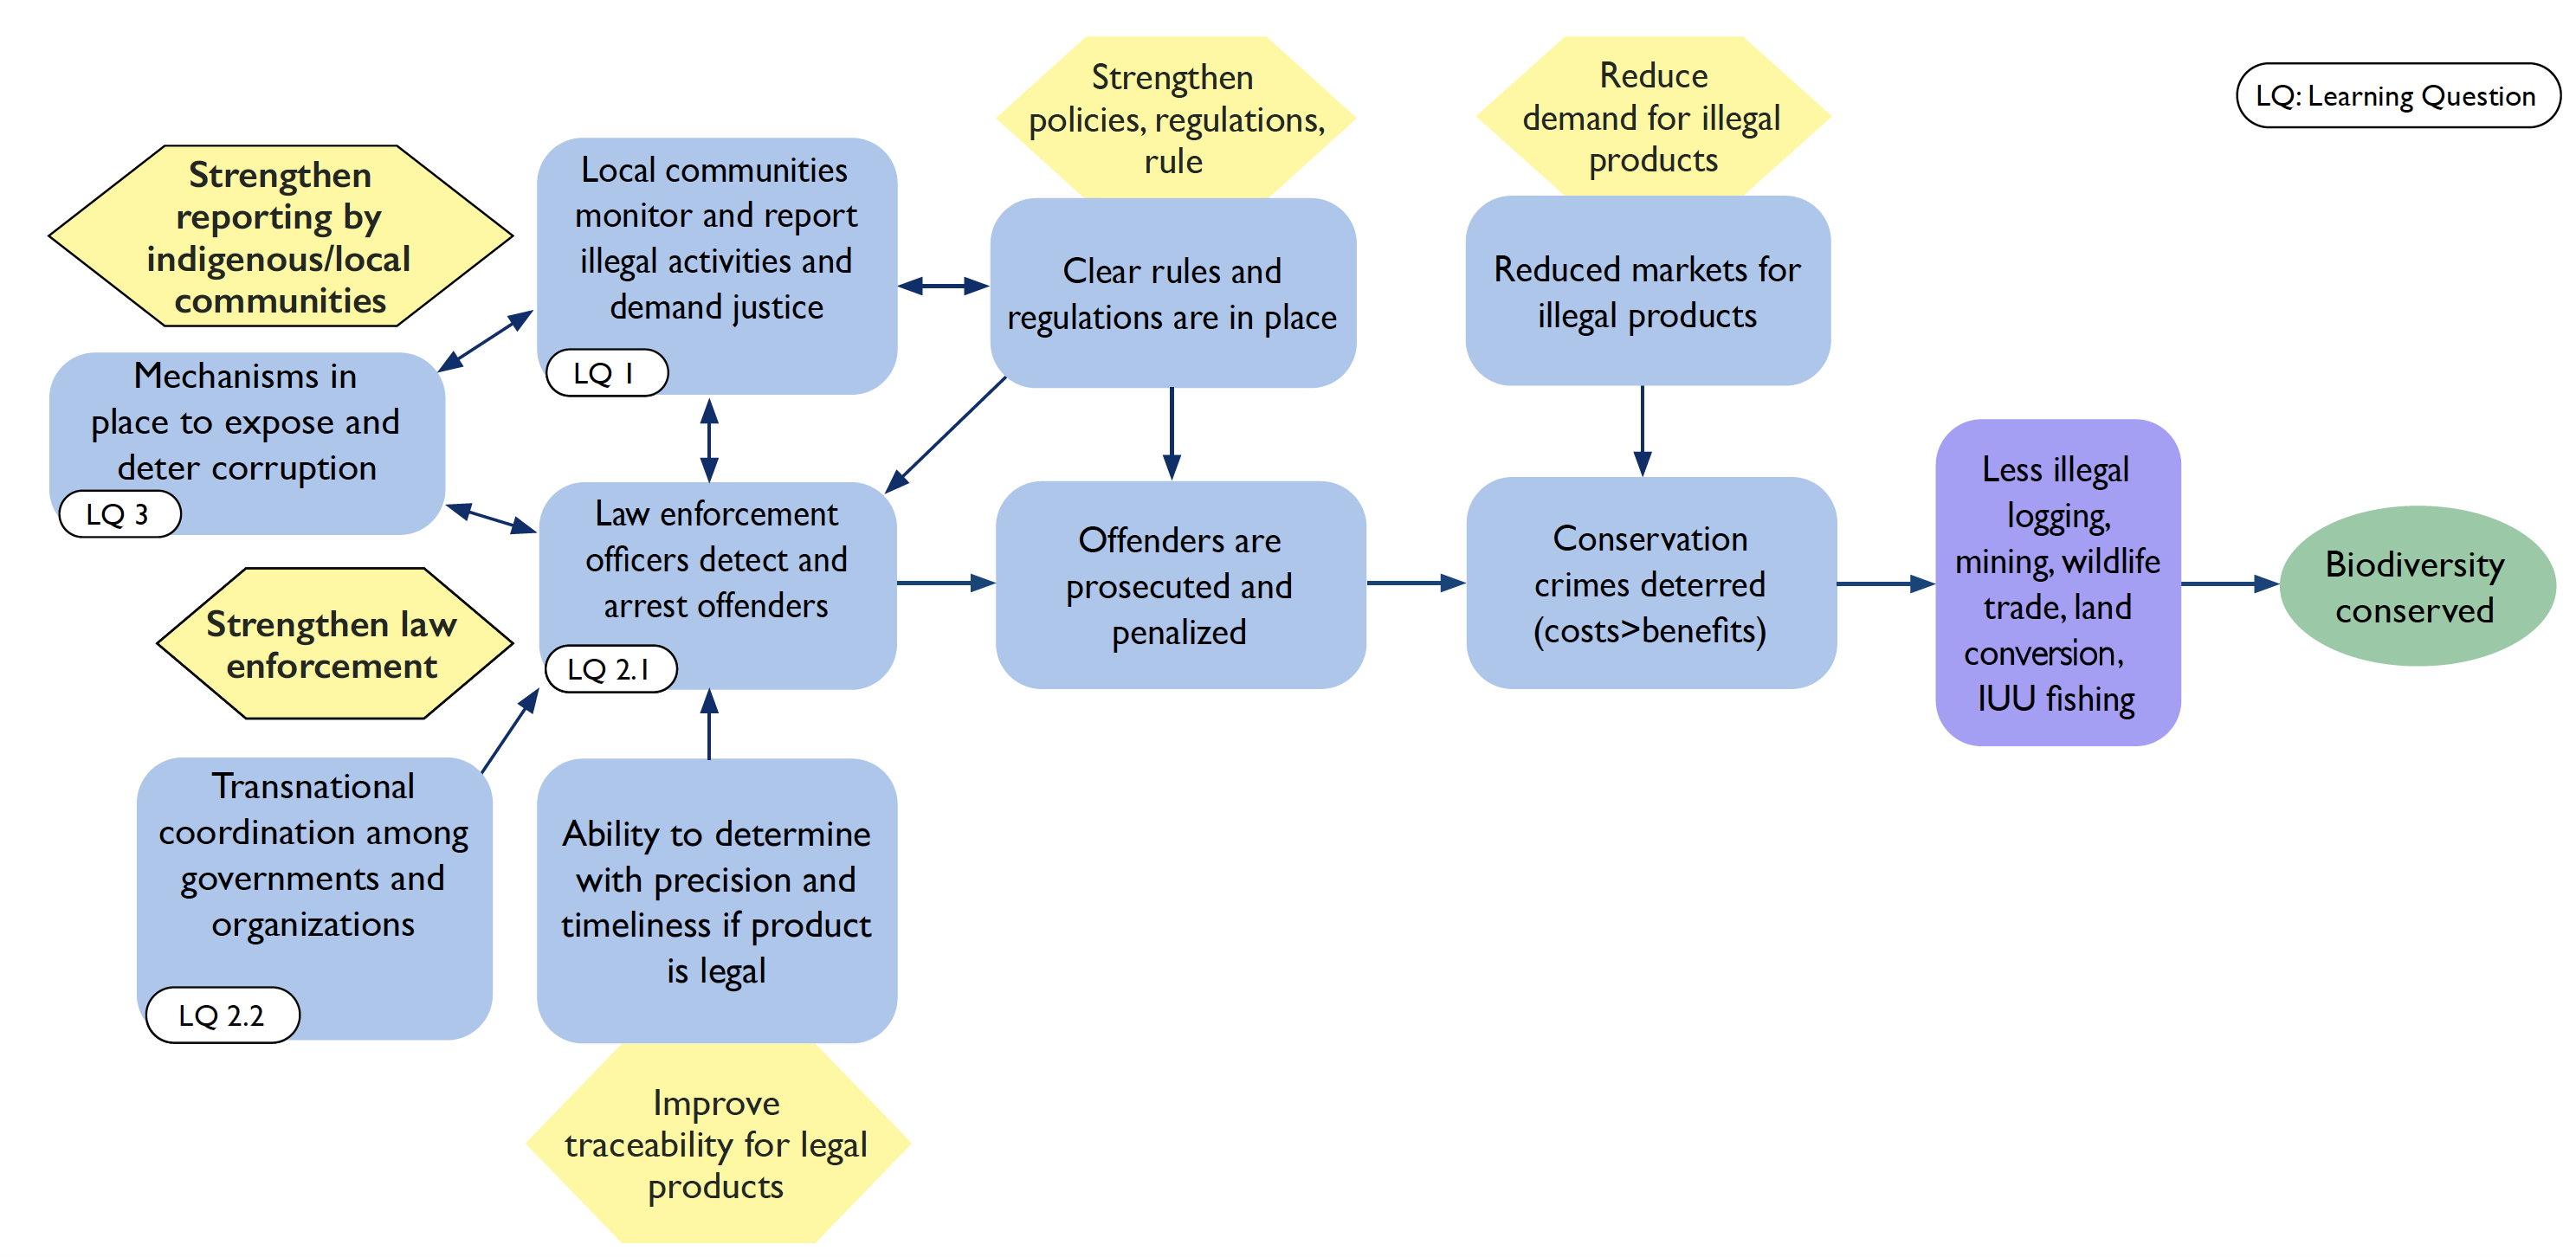 LQ: Learning Question
Strengthen
reporting by
indigenous/local
communities
Local communities
monitor and report
illegal activities and
demand justice
LQ 1
Strengthen
policies, regulations,
rule
Clear rules and
regulations are in place
Reduce
demand for illegal
products
Reduced markets for
illegal products
Mechanisms in
place to expose and
deter corruption
LQ 3
Strengthen law
enforcement
Law enforcement
officers detect and
arrest offenders
LQ 2.1
Offenders are
prosecuted and
penalized
Conservation
crimes deterred
(costs>benefits)
Less illegal
logging,
mining, wildlife
trade, land
conversion,
IUU fishing
Biodiversity
conserved
Transnational
coordination among
governments and
organizations
LQ 2.2
Ability to determine
with precision and
timeliness if product
is legal
Improve
traceability for legal
products